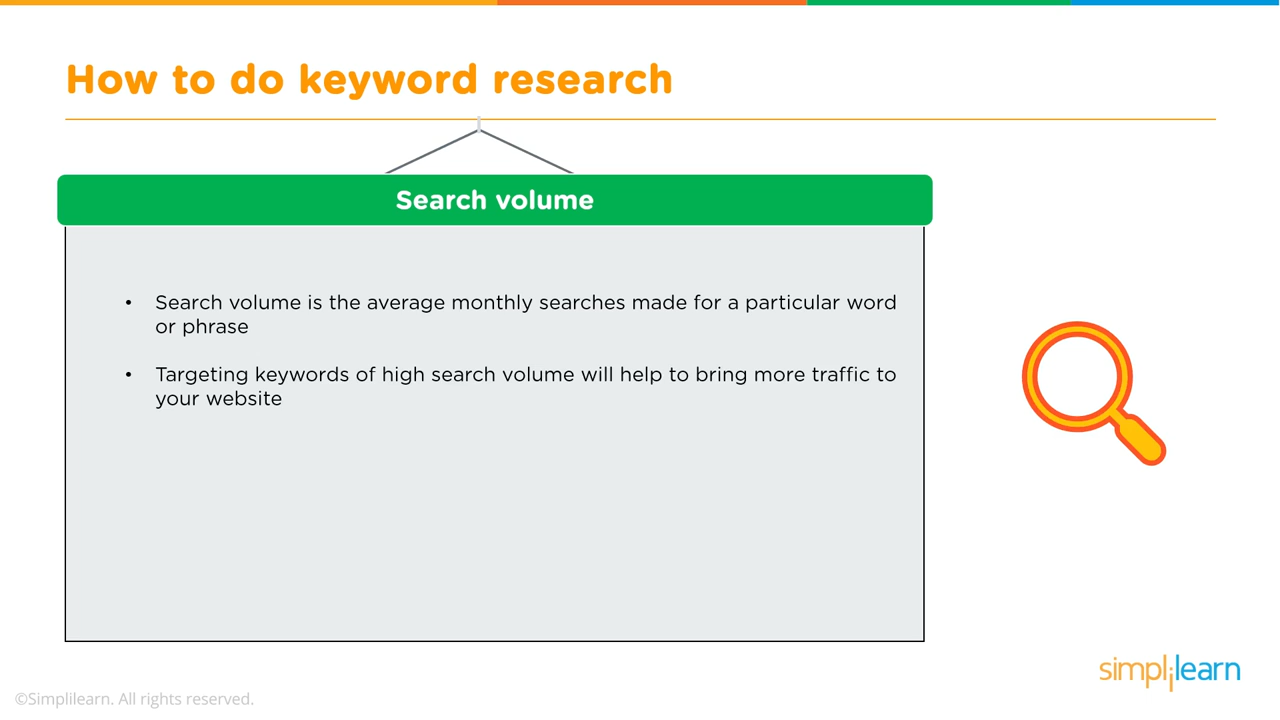 How to do keyword research
Search volume
• Search volume is the average monthly searches made for a particular word
or phrase
• Targeting keywords of high search volume will help to bring more traffic to
your website
simplilearn
©Simplilearn. All rights reserved.